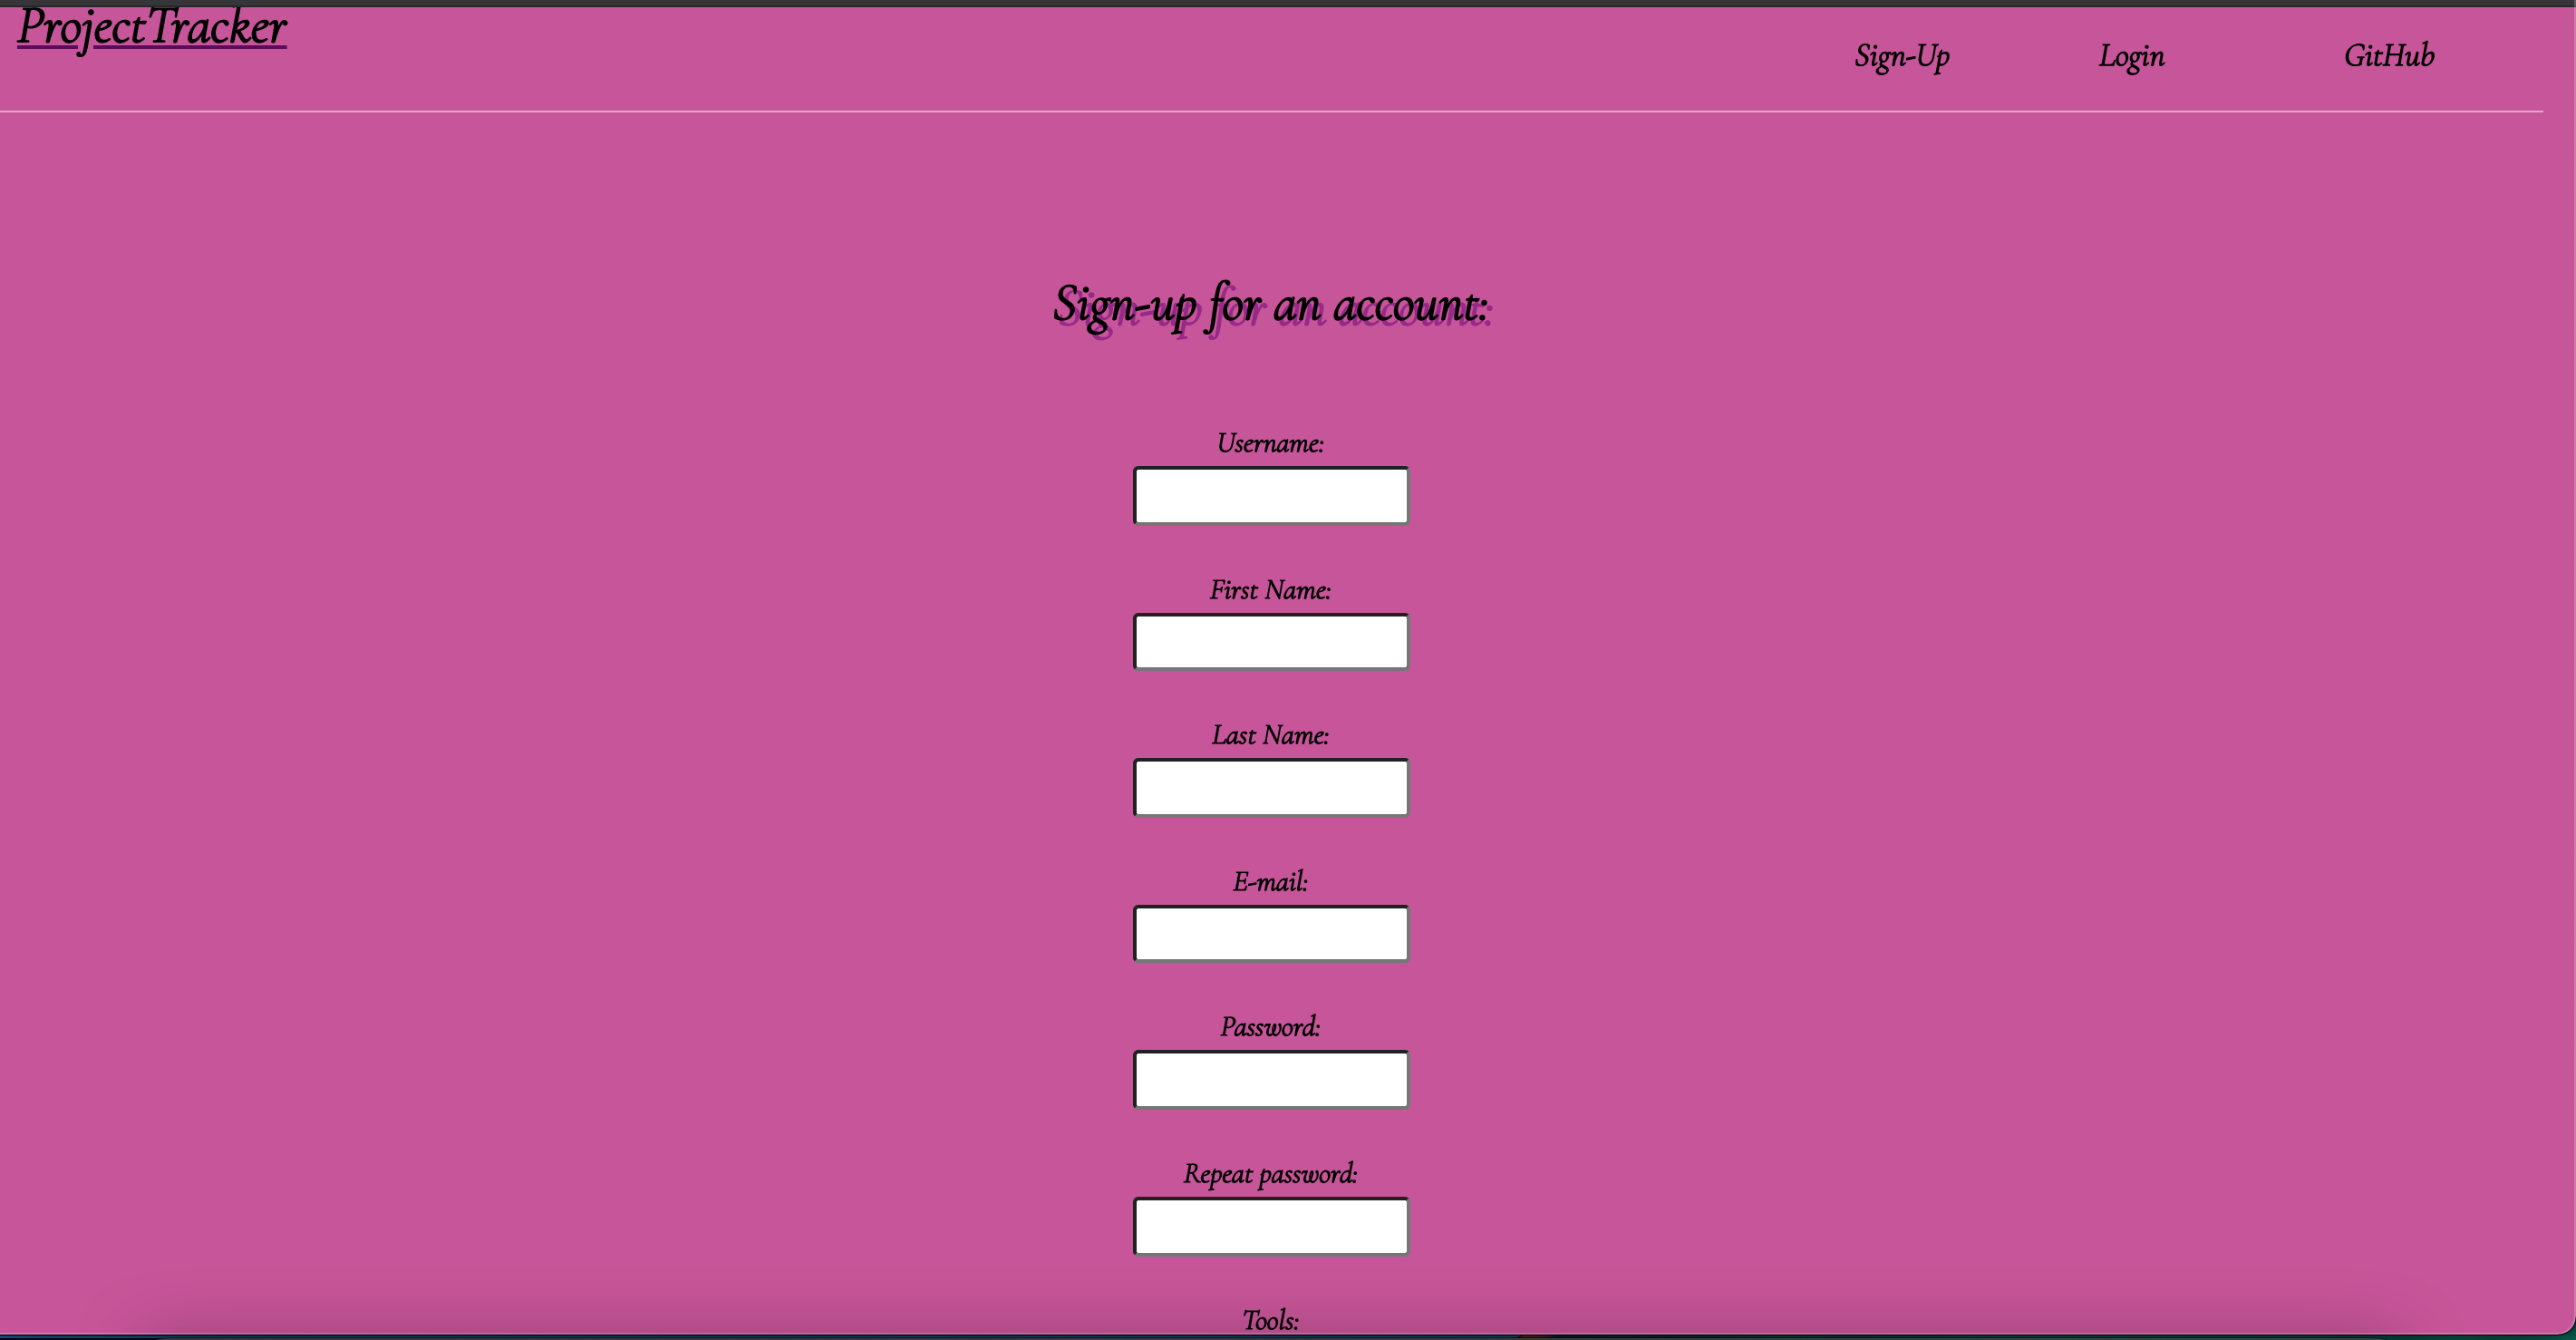 ProjectTracker
Sign-Up Login GitHub
Sign-up for an account:
Username:
First Name:
Last Name:
E-mail:
Password:
Repeat password:
Tools: